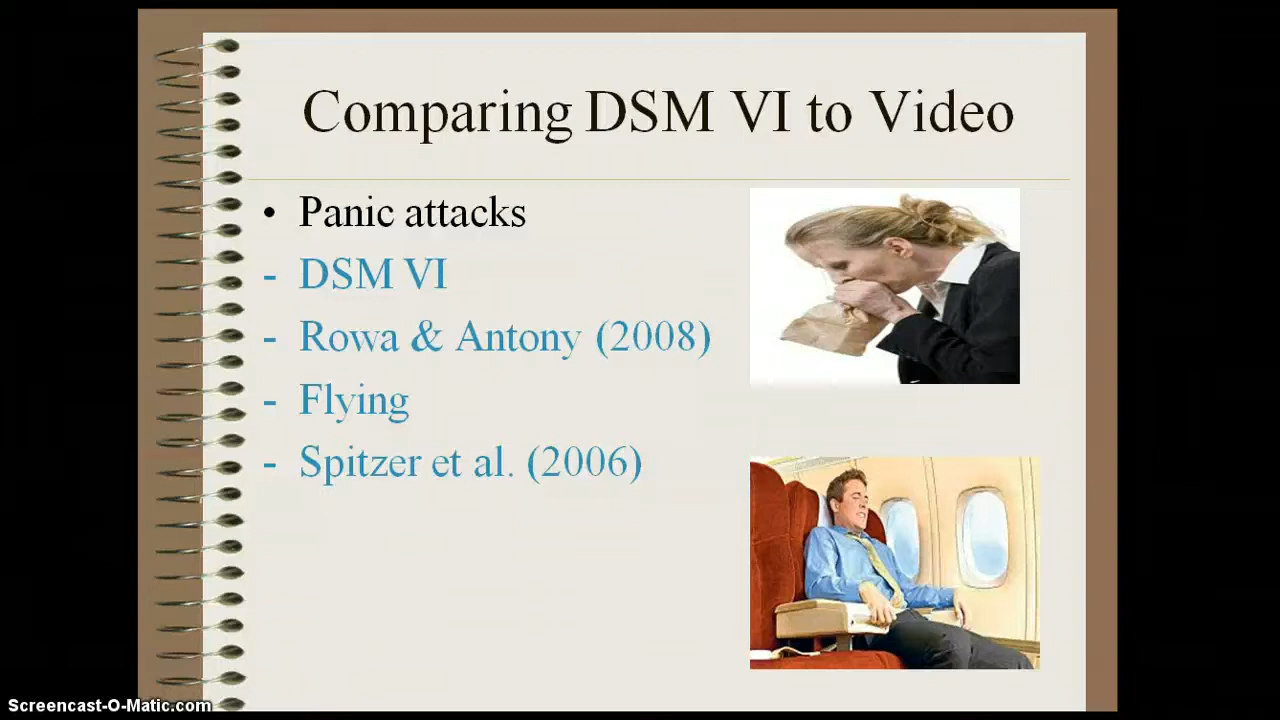 Comparing DSM VI to Video
• Panic attacks
- DSM VI
- Rowa & Antony (2008)
- Flying
- Spitzer et al. (2006)
Screencast-O-Matic.com